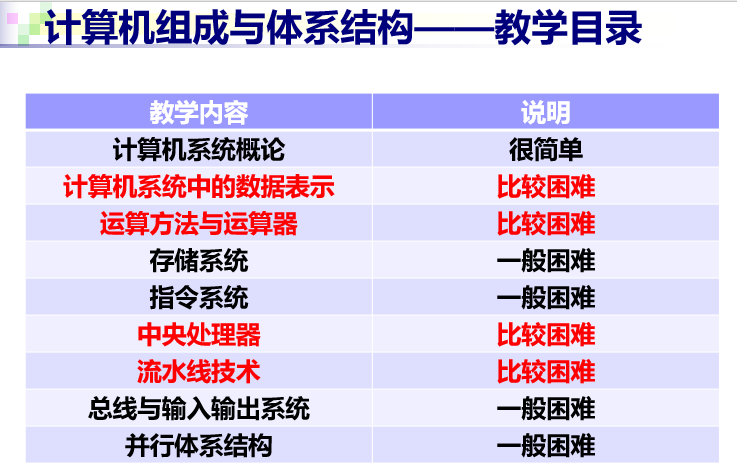 计算机组成与体系结构——教学目录
教学内容 说明
计算机系统概论 很简单
计算机系统中的数据表示 比较困难
运算方法与运算器 比较困难
存储系统 一般困难
指令系统 一般困难
中央处理器 比较困难
流水线技术 比较困难
总线与输入输出系统 一般困难
并行体系结构 一般困难